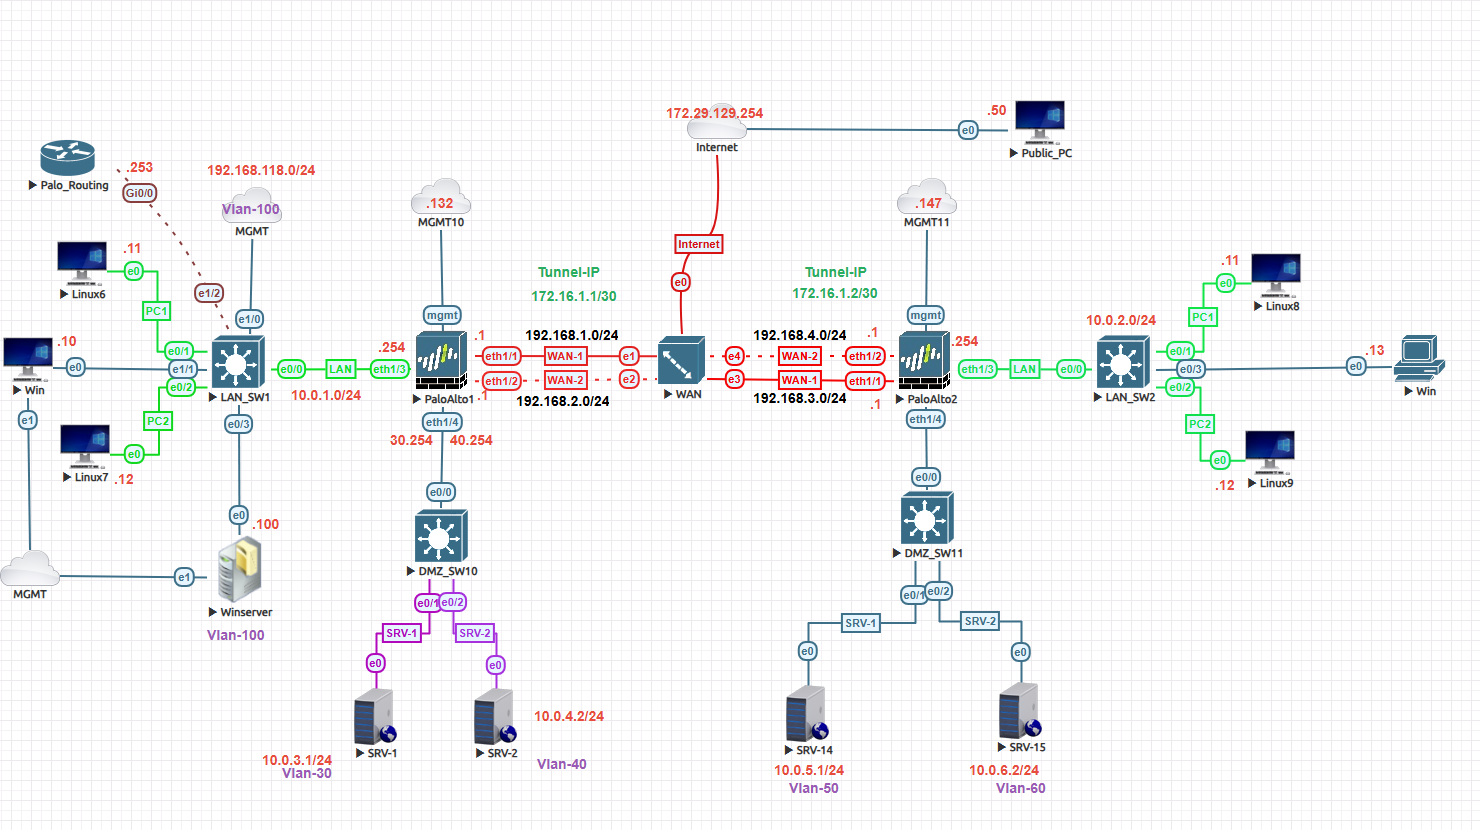 172.29.129.254
Internet
e0
.50
Public_PC
Palo_Routing
.253
Gi0/0
192.168.118.0/24
Vlan-100
MGMT
.132
MGMT10
.147
MGMT11
Internet
e0
.11
e0
Linux6
PC1
e1/2
e1/0
mgmt
Tunnel-IP
172.16.1.1/30
Tunnel-IP
172.16.1.2/30
mgmt
.11
e0
Linux8
PC1
.10
e0
Win
e0/1
e1/1
e0/2
LAN_SW1
e0/0
LAN
eth1/3
.254
10.0.1.0/24
PaloAlto1
.1
eth1/1
192.168.1.0/24
WAN-1
e1
eth1/2
WAN-2
e2
.1
192.168.2.0/24
WAN
192.168.4.0/24
.1
e4
WAN-2
eth1/2
e3
WAN-1
eth1/1
192.168.3.0/24
.1
.254
PaloAlto2
eth1/3
LAN
e0/0
10.0.2.0/24
LAN_SW2
e0/1
e0/3
e0/2
e0
.13
Win
e1
PC2
e0
Linux7
.12
e0/3
eth1/4
30.254
40.254
eth1/4
PC2
e0
Linux9
.12
e0
.100
e0/0
DMZ_SW10
e0/0
DMZ_SW11
MGMT
e1
Winserver
Vlan-100
e0/1
e0/2
SRV-1
SRV-2
e0
e0
SRV-1
SRV-2
10.0.3.1/24
Vlan-30
10.0.4.2/24
Vlan-40
e0/1
e0/2
SRV-1
SRV-2
e0
e0
SRV-14
SRV-15
10.0.5.1/24
Vlan-50
10.0.6.2/24
Vlan-60